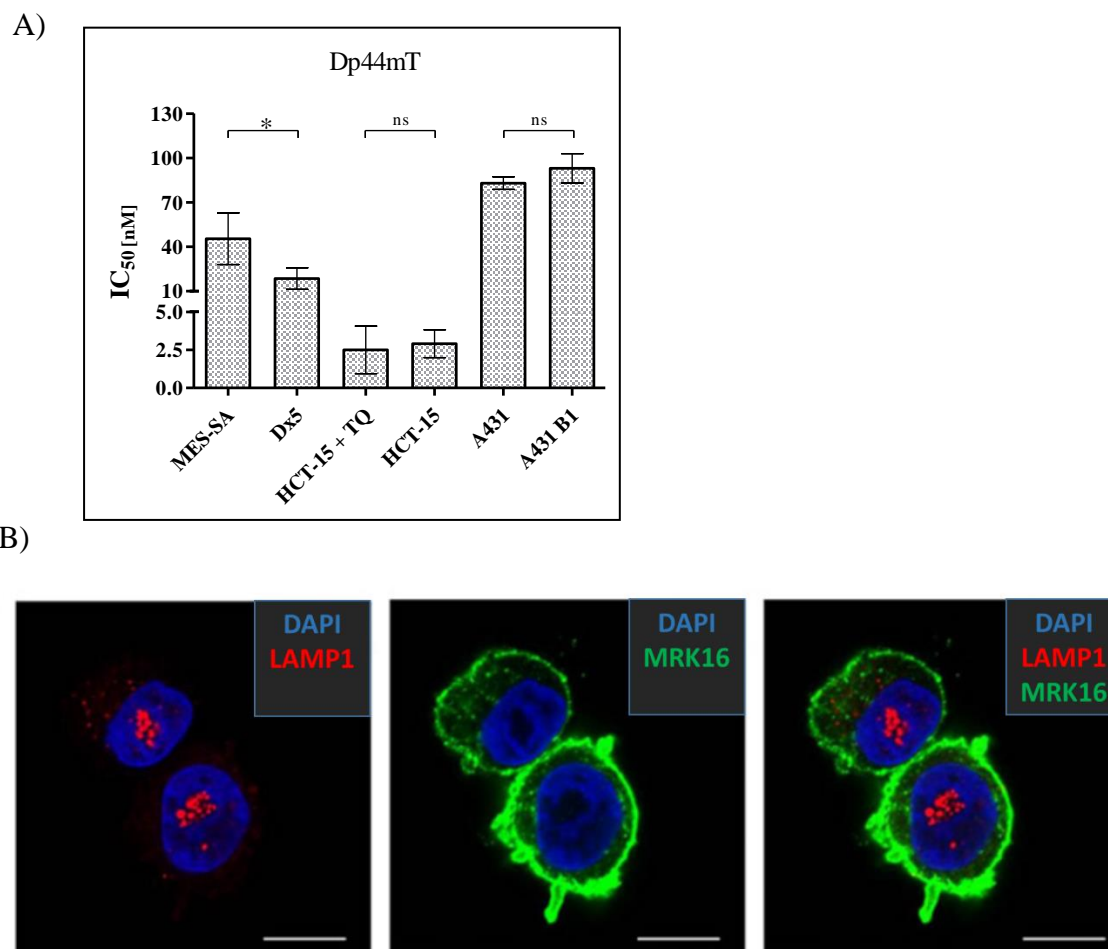 A)
Dp44mT
130
100
70
40
10
5.0
2.5
0.0
IC50 [nM]
*
ns
ns
MES-SA
Dx5
HCT-15 + TQ
HCT-15
A431
A431 B1
B)
DAPI
LAMP1
DAPI
MRK16
DAPI
LAMP1
MRK16